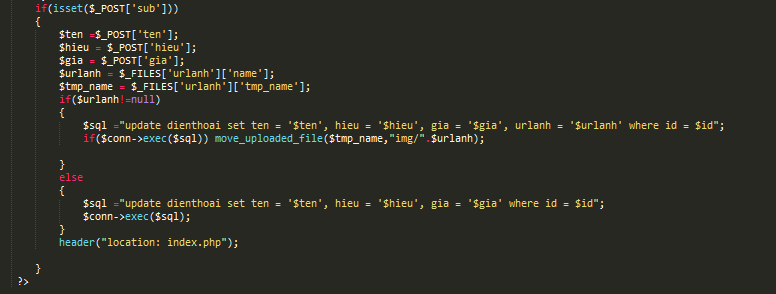 if(isset($_POST['sub']))
{
$ten =$_POST['ten'];
$hieu = $_POST['hieu'];
$gia = $_POST['gia'];
$urlanh = $_FILES['urlanh']['name'];
$tmp_name = $_FILES['urlanh']['tmp_name'];
if($urlanh!=null)
{
$sql ="update dienthoai set ten = '$ten', hieu = '$hieu', gia = '$gia', urlanh = '$urlanh' where id = $id";
if($conn->exec($sql)) move_uploaded_file($tmp_name,"img/".$urlanh);
}
else
{
$sql ="update dienthoai set ten = '$ten', hieu = '$hieu', gia = '$gia' where id = $id";
$conn->exec($sql);
}
header("location: index.php");
}
?>